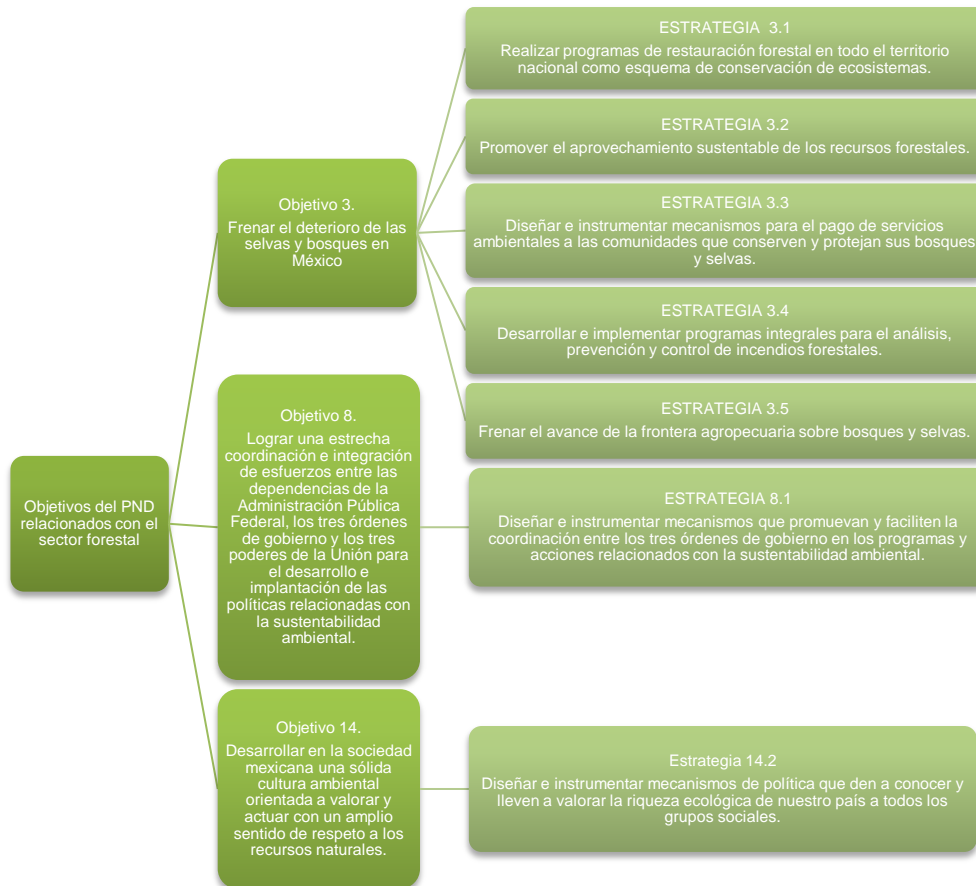 Objetivos del PND
relacionados con el
sector forestal
Objetivo 3.
Frenar el deterioro de las
selvas y bosques en
México
ESTRATEGIA 3.1
Realizar programas de restauración forestal en todo el territorio
nacional como esquema de conservación de ecosistemas.
ESTRATEGIA 3.2
Promover el aprovechamiento sustentable de los recursos forestales.
ESTRATEGIA 3.3
Diseñar e instrumentar mecanismos para el pago de servicios
ambientales a las comunidades que conserven y protejan sus bosques
y selvas.
ESTRATEGIA 3.4
Desarrollar e implementar programas integrales para el análisis,
prevención y control de incendios forestales.
ESTRATEGIA 3.5
Frenar el avance de la frontera agropecuaria sobre bosques y selvas.
Objetivo 8.
Lograr una estrecha
coordinación e integración
de esfuerzos entre las
dependencias de la
Administración Pública
Federal, los tres órdenes
de gobierno y los tres
poderes de la Unión para
el desarrollo e
implantación de las
políticas relacionadas con
la sustentabilidad
ambiental.
ESTRATEGIA 8.1
Diseñar e instrumentar mecanismos que promuevan y faciliten la
coordinación entre los tres órdenes de gobierno en los programas y
acciones relacionados con la sustentabilidad ambiental.
Objetivo 14.
Desarrollar en la sociedad
mexicana una sólida
cultura ambiental
orientada a valorar y
actuar con un amplio
sentido de respeto a los
recursos naturales.
Estrategia 14.2
Diseñar e instrumentar mecanismos de política que den a conocer y
lleven a valorar la riqueza ecológica de nuestro país a todos los
grupos sociales.